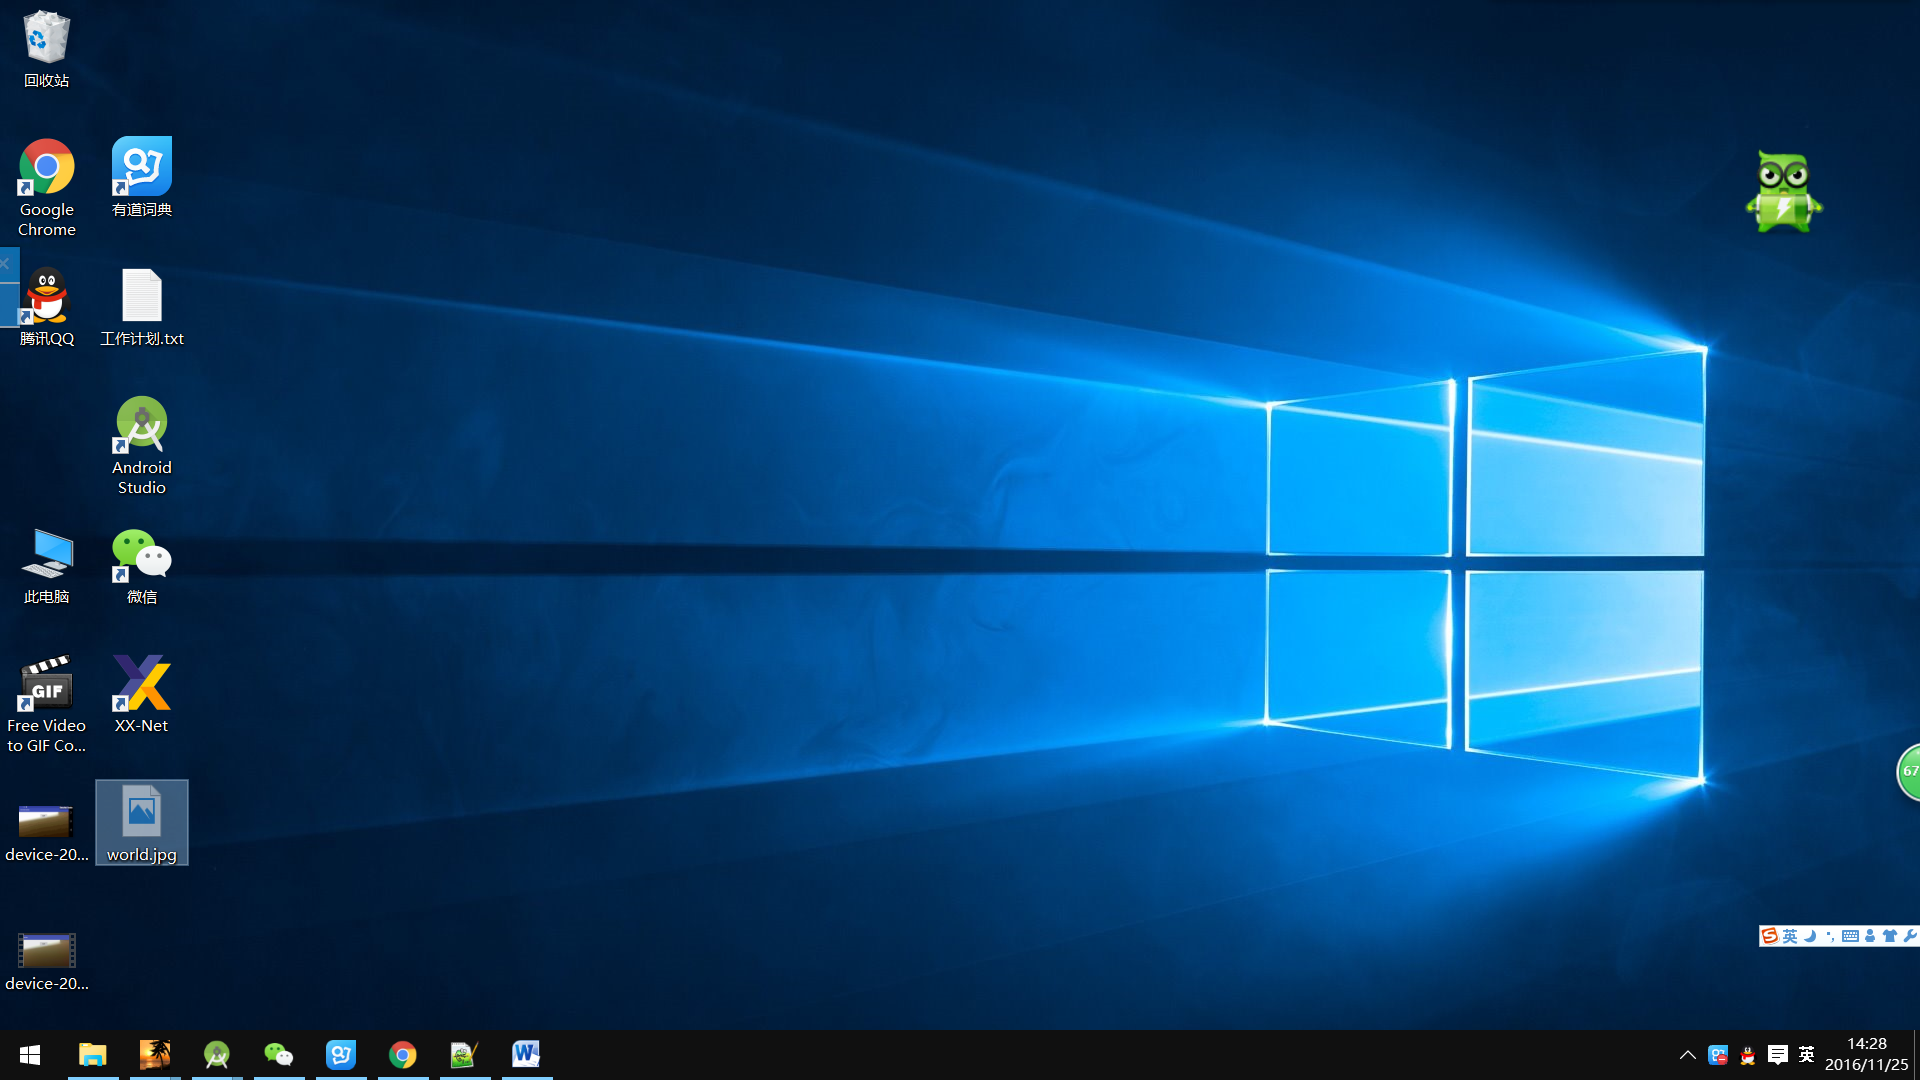 回收站
Google
Chrome
有道词典
腾讯QQ
工作计划.txt
Android
Studio
此电脑
微信
GIF
Free Video
to GIF Co...
XX-Net
device-20...
world.jpg
device-20...
67
英
英
14:28
2016/11/25